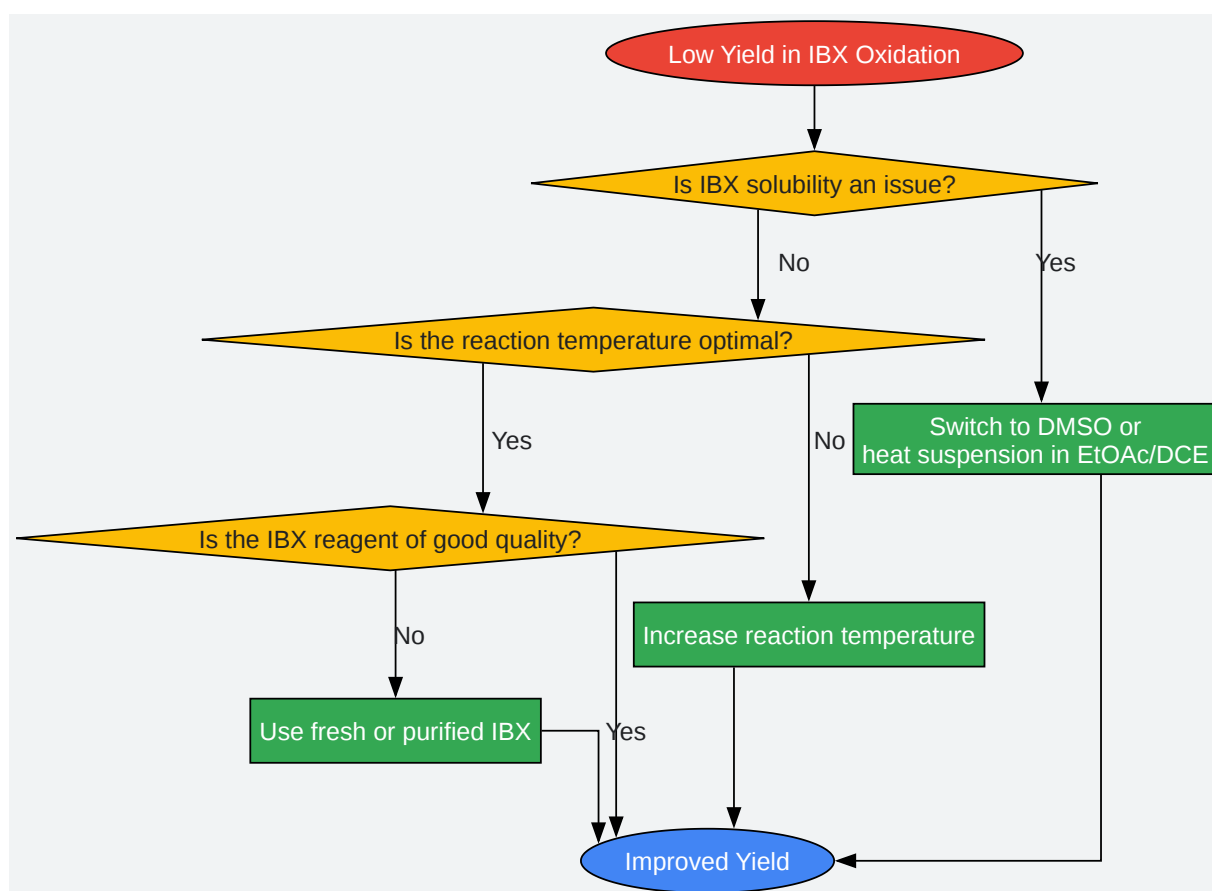 Low Yield in IBX Oxidation
Is IBX solubility an issue?
No
Yes
Is the reaction temperature optimal?
Switch to DMSO or
heat suspension in EtOAc/DCE
Yes
No
Is the IBX reagent of good quality?
No
Increase reaction temperature
Use fresh or purified IBX
Yes
Improved Yield